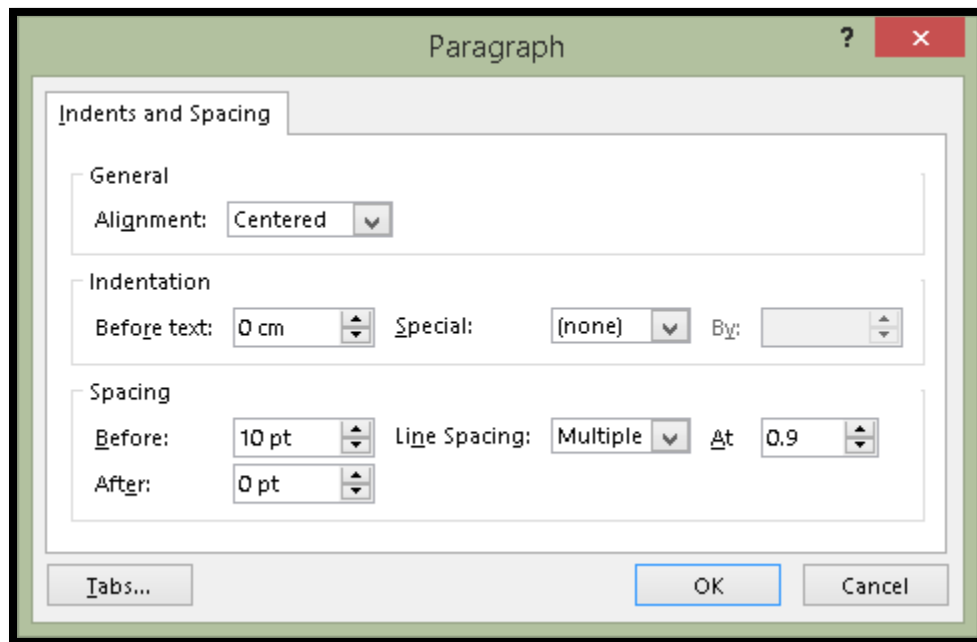 Paragraph ? ×
Indents and Spacing
General
Alignment: Centered
Indentation
Before text: 0 cm Special: (none) By:
Spacing
Before: 10 pt Line Spacing: Multiple At 0.9
After: 0 pt
Tabs... OK Cancel